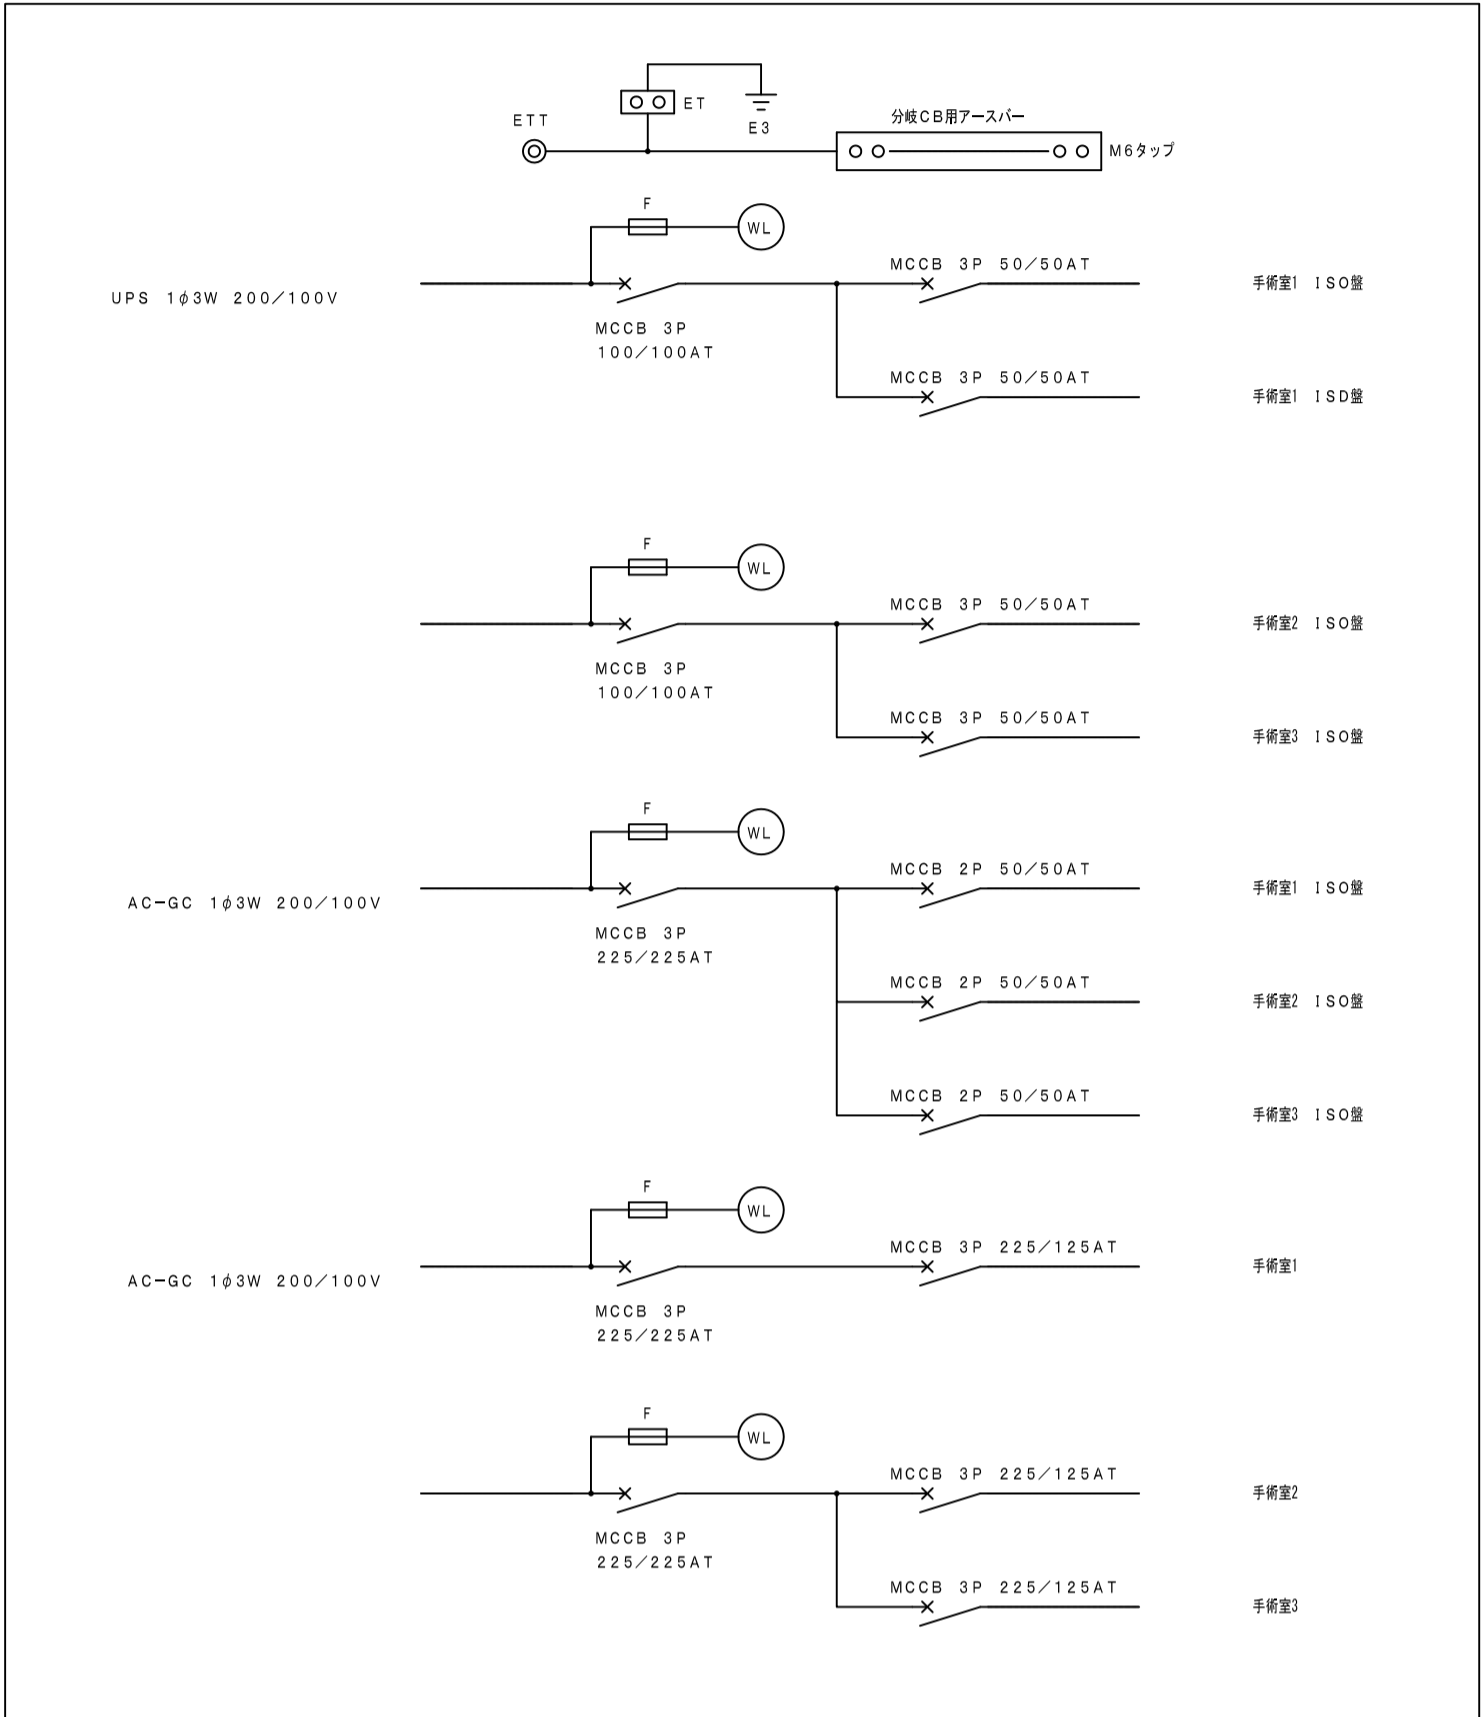 ETT
ET
E3
分岐CB用アースバー
M6タップ
F
WL
UPS 1φ3W 200/100V
MCCB 3P
100/100AT
MCCB 3P 50/50AT
手術室1 ISO盤
MCCB 3P 50/50AT
手術室1 ISD盤
F
WL
MCCB 3P
100/100AT
MCCB 3P 50/50AT
手術室2 ISO盤
MCCB 3P 50/50AT
手術室3 ISO盤
F
WL
AC-GC 1φ3W 200/100V
MCCB 3P
225/225AT
MCCB 2P 50/50AT
手術室1 ISO盤
MCCB 2P 50/50AT
手術室2 ISO盤
MCCB 2P 50/50AT
手術室3 ISO盤
F
WL
AC-GC 1φ3W 200/100V
MCCB 3P
225/225AT
MCCB 3P 225/125AT
手術室1
F
WL
MCCB 3P
225/225AT
MCCB 3P 225/125AT
手術室2
MCCB 3P 225/125AT
手術室3